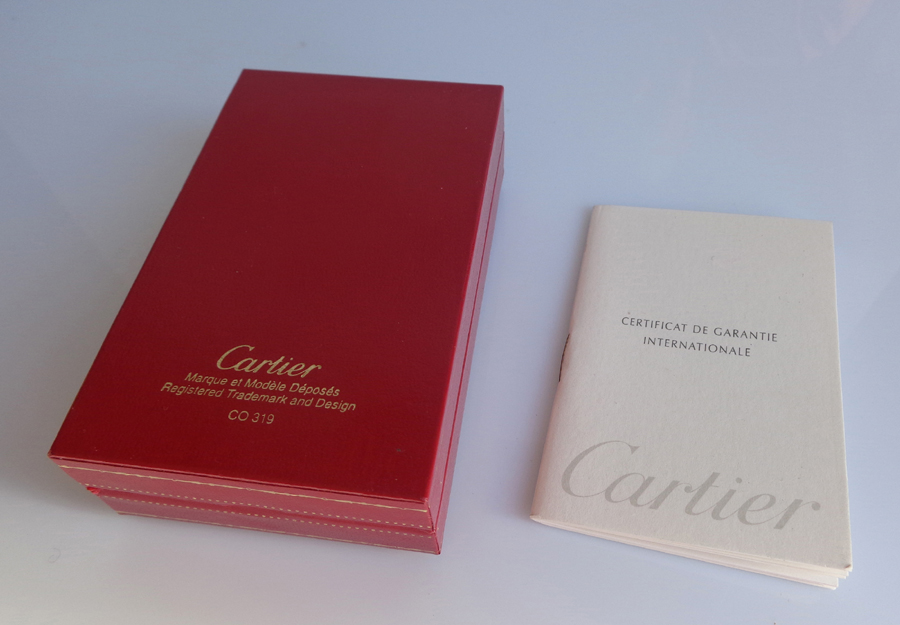 Cartier
Marque et Modèle Déposés
Registered Trademark and Design
CO 319
CERTIFICAT DE GARANTIE
INTERNATIONALE
Cartier